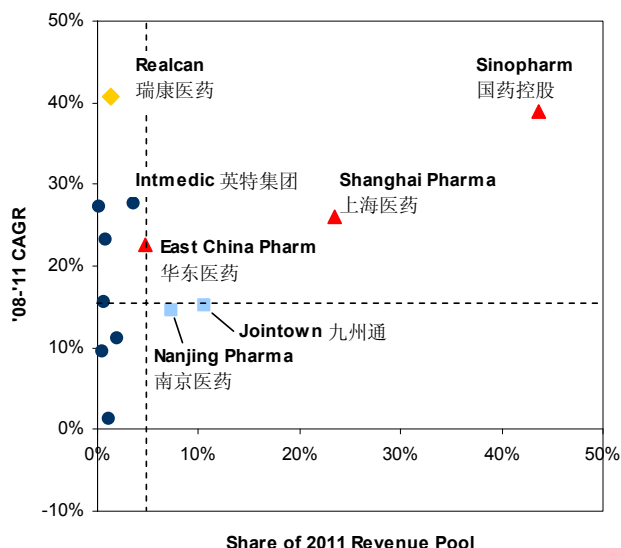 50%
Realcan
瑞康医药
Sinopharm
国药控股
40%
30%
Intmedic 英特集团
Shanghai Pharma
上海医药
'08-'11 CAGR
20%
East China Pharm
华东医药
Jointown 九州通
10%
Nanjing Pharma
南京医药
0%
0%
10%
20%
30%
40%
50%
-10%
Share of 2011 Revenue Pool